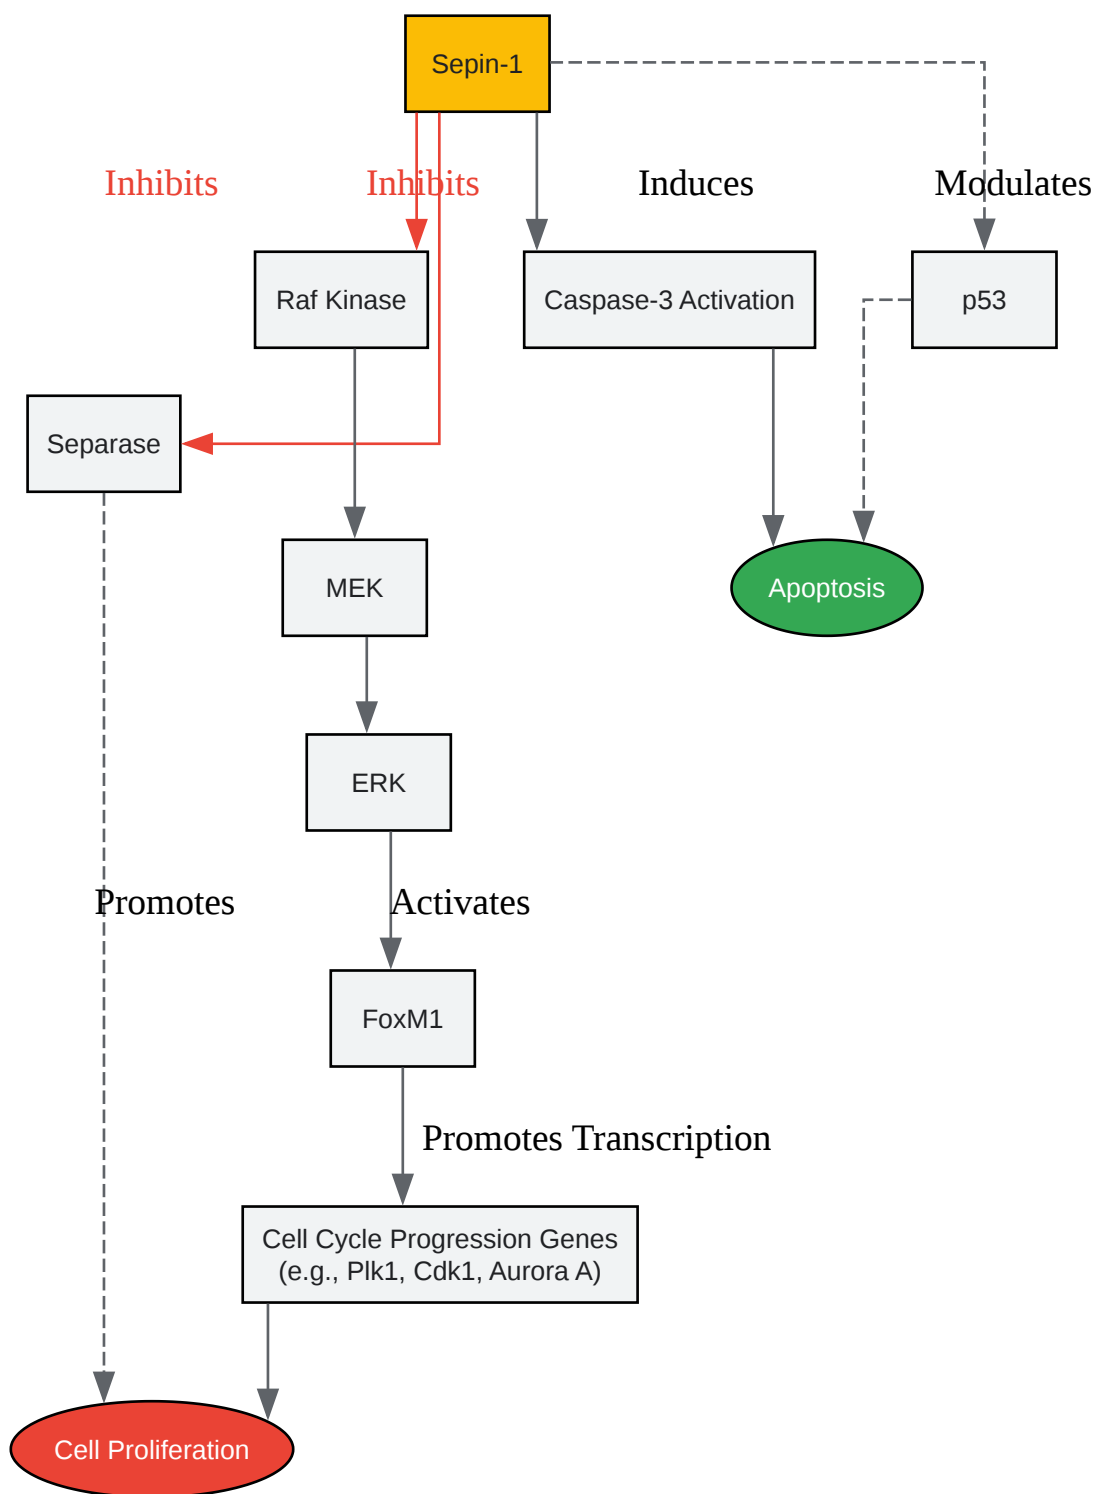 Sepin-1
Inhibits
Inhibits
Induces
Modulates
Raf Kinase
Caspase-3 Activation
p53
Separase
MEK
Apoptosis
ERK
Promotes
Activates
FoxM1
Promotes Transcription
Cell Cycle Progression Genes
(e.g., Plk1, Cdk1, Aurora A)
Cell Proliferation